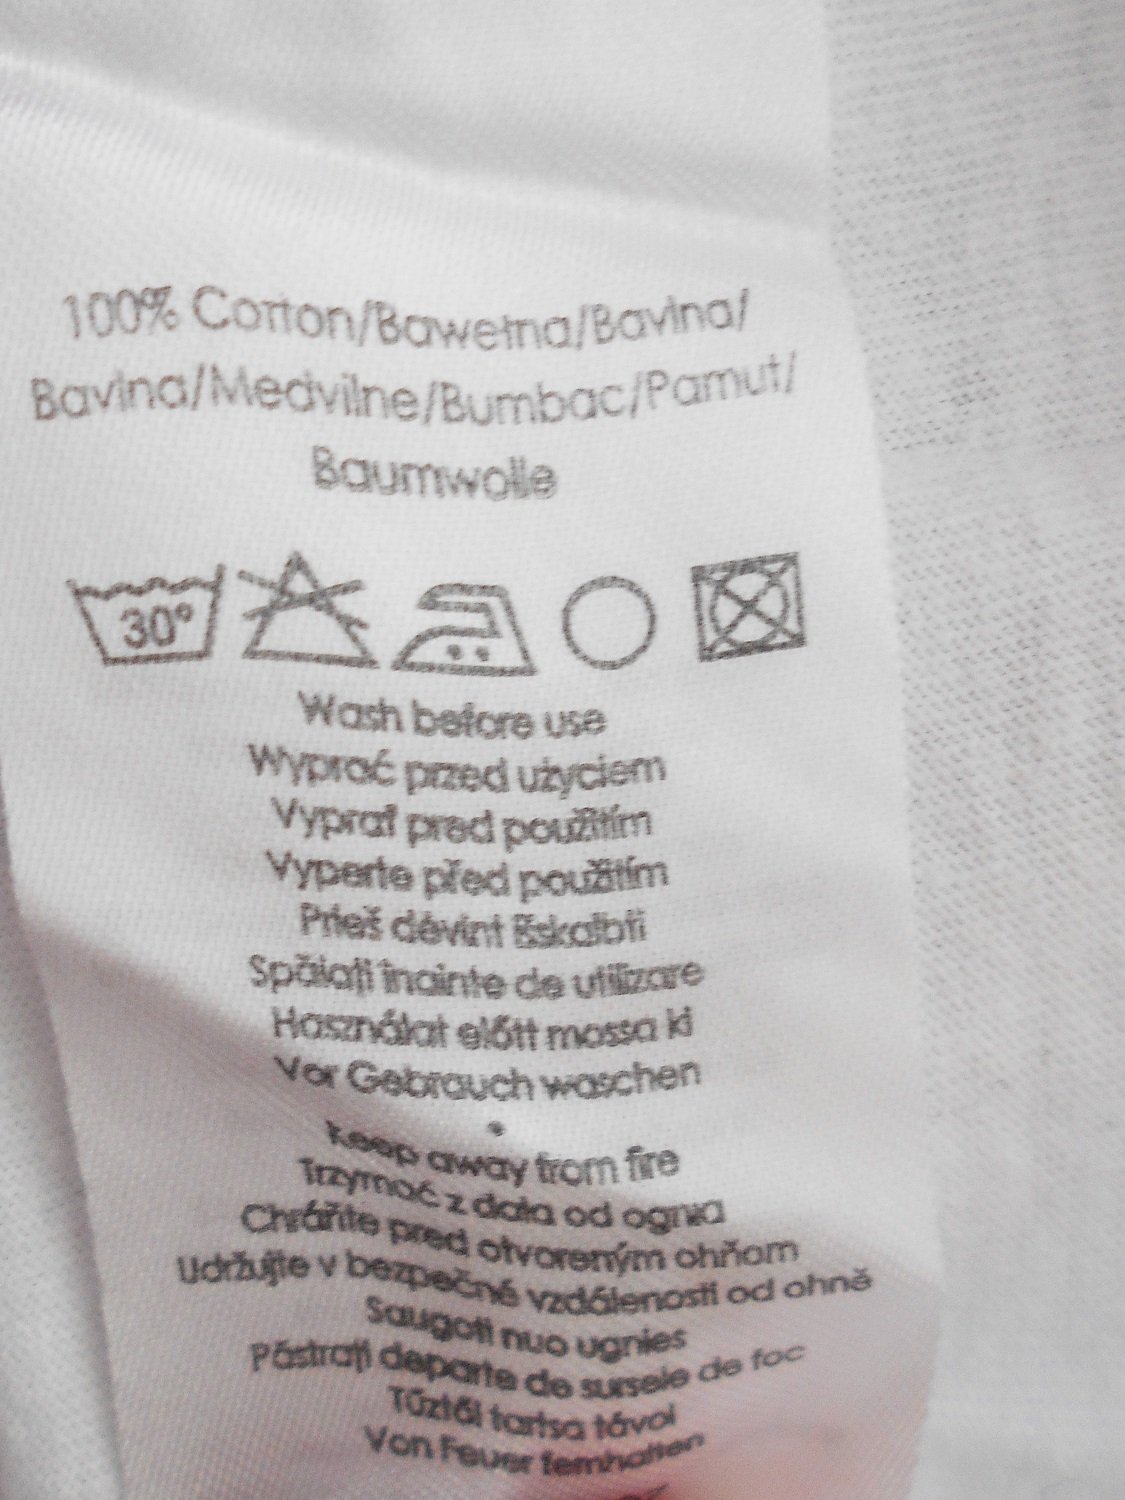 100% Cotton/Bawełna/Bavlna/
Bavlna/Medvilne/Bumbac/Pamut/
Baumwolle
30°
Wash before use
Wyprać przed użyciem
Vyprať pred použitím
Vyperte před použitím
Prieš dėvint išskalbti
Spălați înainte de utilizare
Használat előtt mossa ki
Vor Gebrauch waschen
Keep away from fire
Trzymać z dala od ognia
Chráňte pred otvoreným ohňom
Udržujte v bezpečné vzdálenosti od ohně
Saugoti nuo ugnies
Păstrați departe de sursele de foc
Tűztől tartsa távol
Von Feuer fernhalten